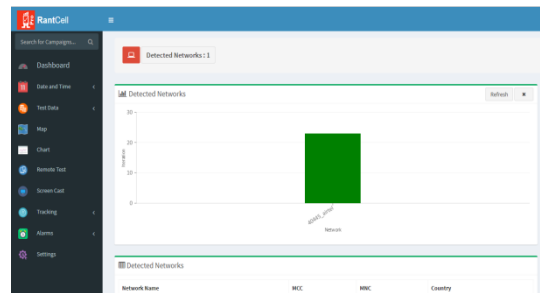 RantCell
Search for Campaigns...
Dashboard
Date and Time
Test Data
Map
Chart
Remote Test
Screen Cast
Tracking
Alarms
Settings
Detected Networks : 1
Detected Networks
Refresh
30
20
10
0
Network
Detected Networks
Network Name MCC MNC Country